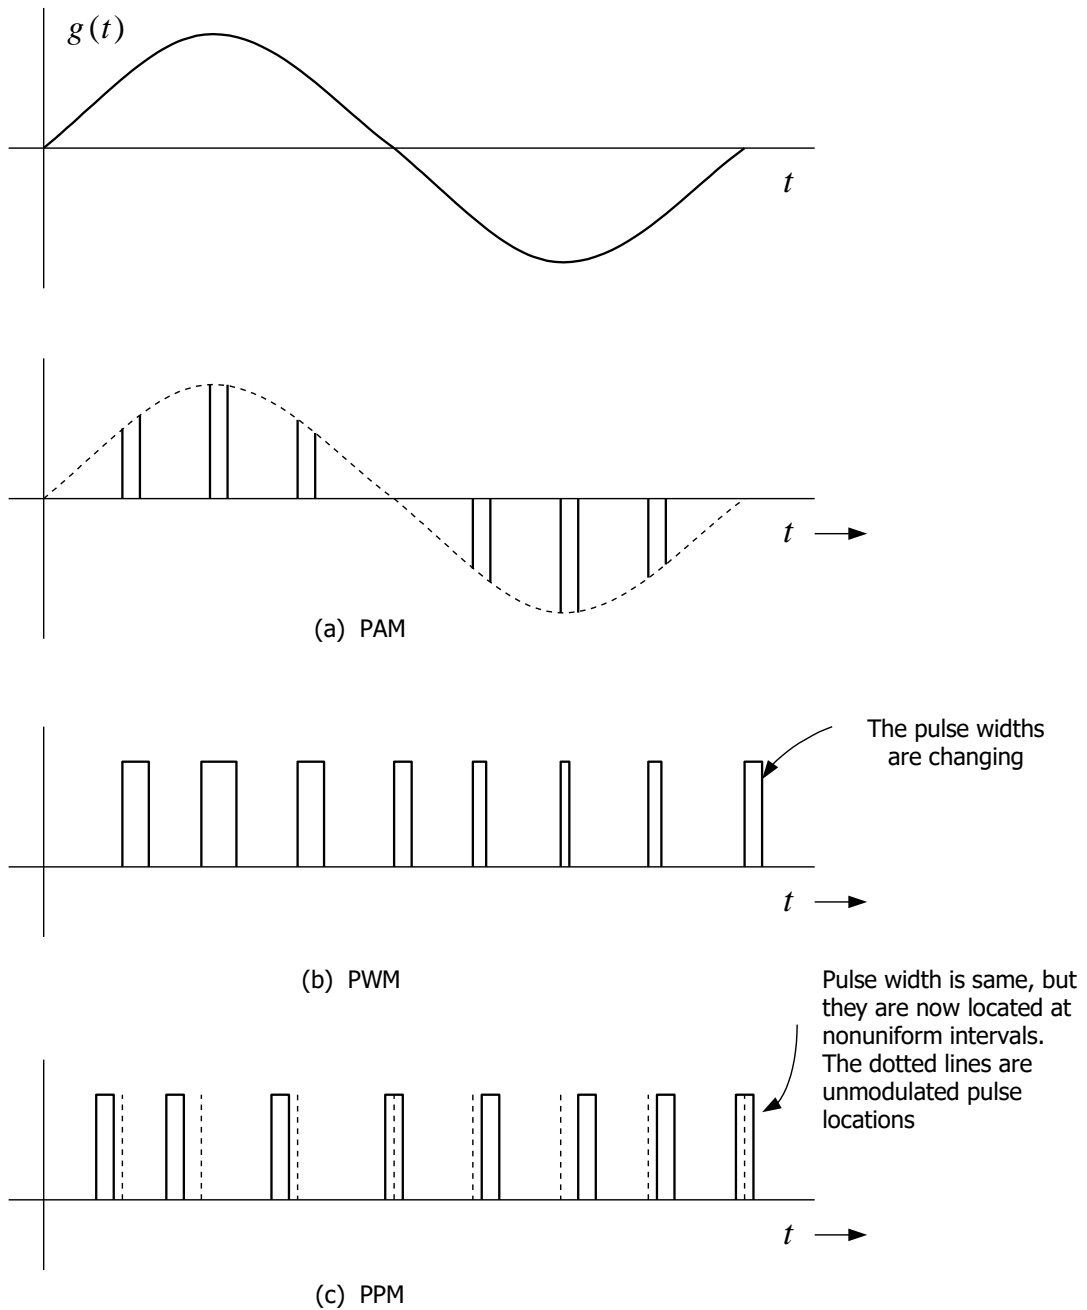 g(t)
t
t
(a) PAM
The pulse widths
are changing
t
(b) PWM
Pulse width is same, but
they are now located at
nonuniform intervals.
The dotted lines are
unmodulated pulse
locations
t
(c) PPM